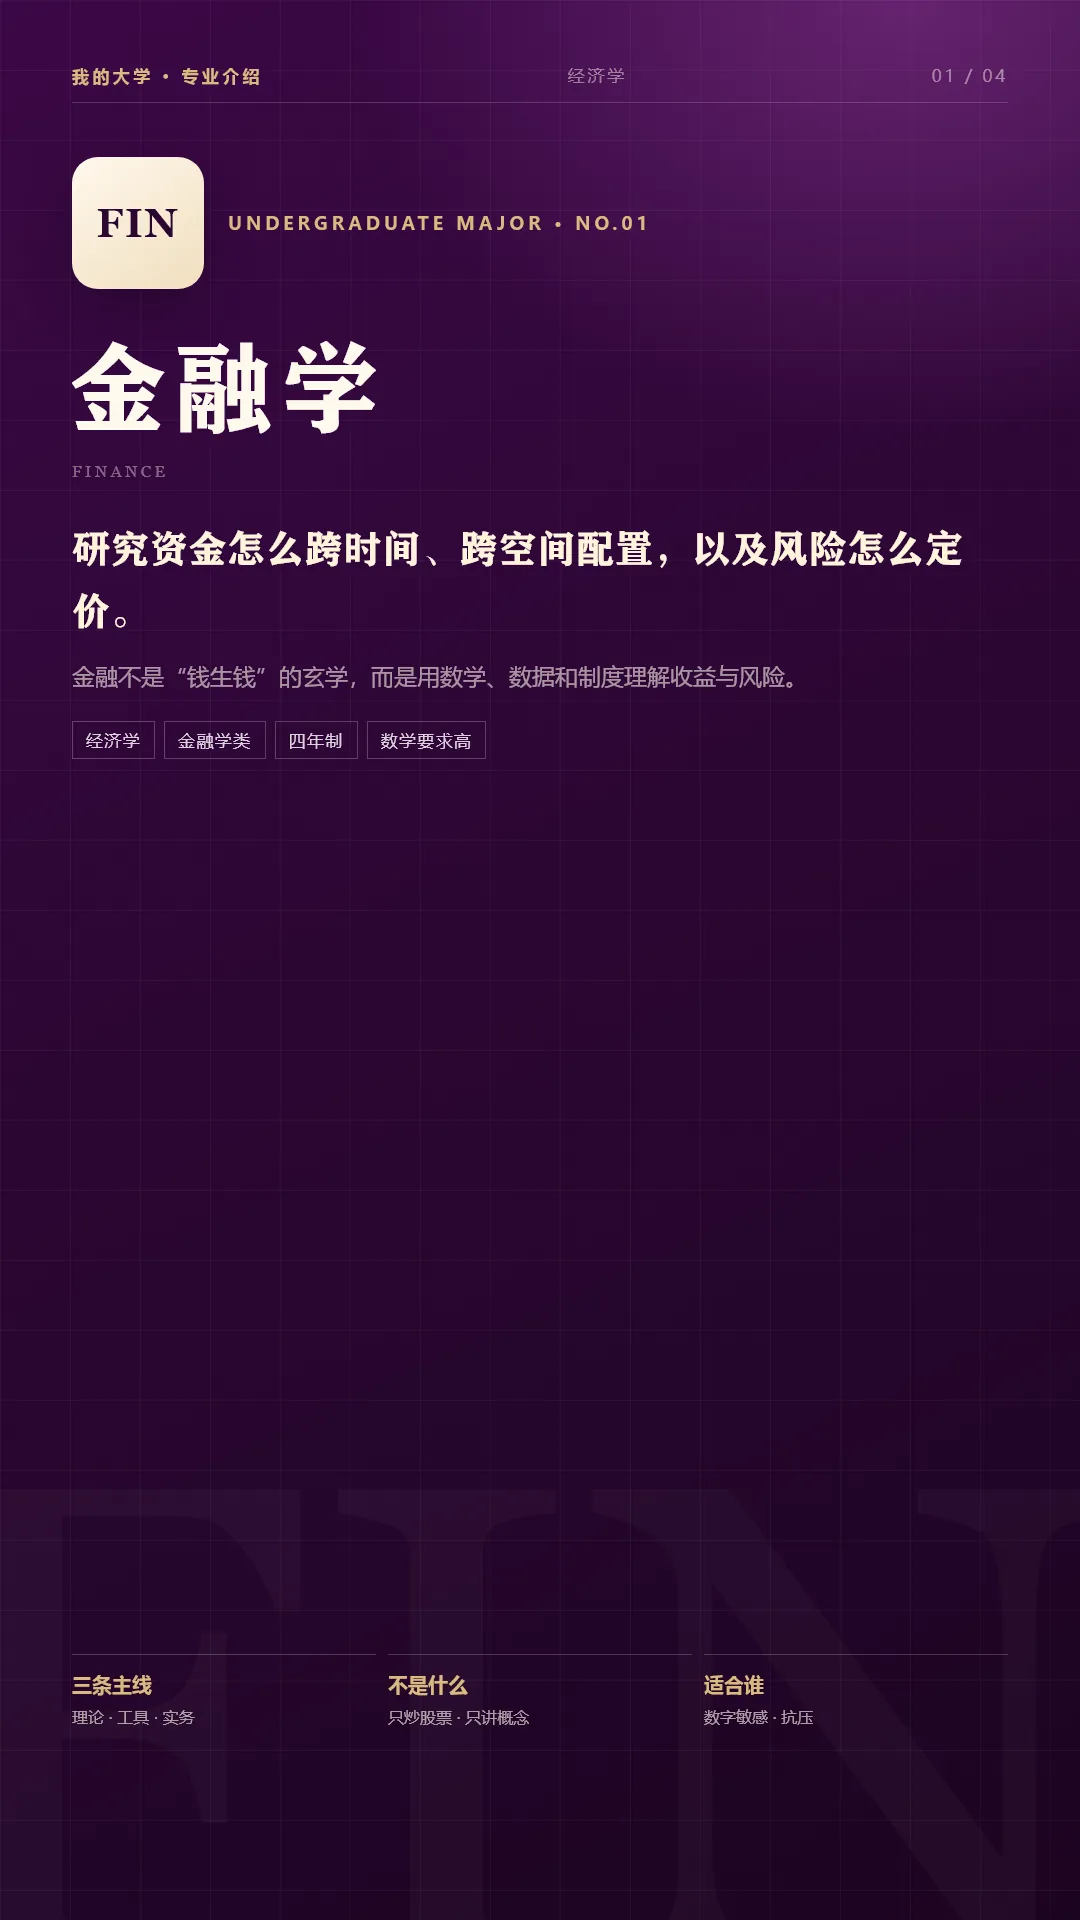 我的大学 • 专业介绍
经济学
01 / 04
FIN
UNDERGRADUATE MAJOR • NO.01
金融学
FINANCE
研究资金怎么跨时间、跨空间配置，以及风险怎么定
价。
金融不是“钱生钱”的玄学，而是用数学、数据和制度理解收益与风险。
经济学
金融学类
四年制
数学要求高
三条主线
理论 · 工具 · 实务
不是什么
只炒股票 · 只讲概念
适合谁
数字敏感 · 抗压
FIN